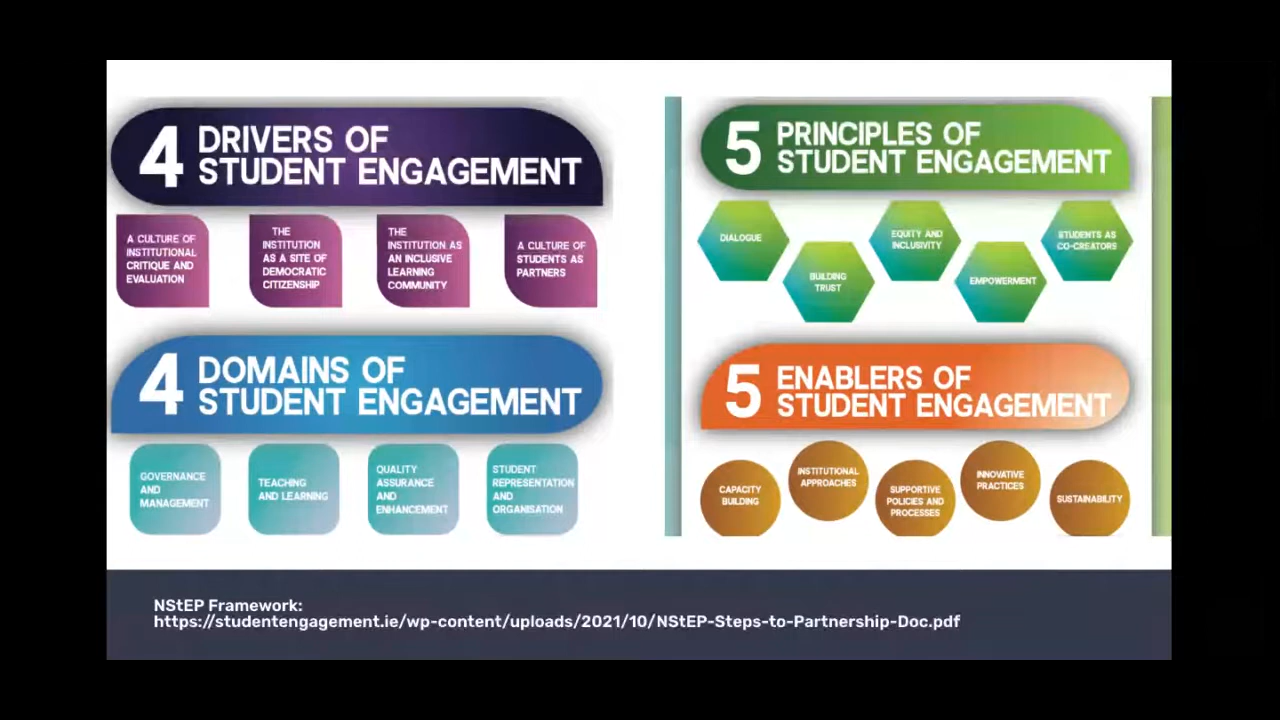 4 DRIVERS OF
STUDENT ENGAGEMENT
A CULTURE OF
INSTITUTIONAL
CRITIQUE AND
EVALUATION
THE
INSTITUTION
AS A SITE OF
DEMOCRATIC
CITIZENSHIP
THE
INSTITUTION AS
AN INCLUSIVE
LEARNING
COMMUNITY
A CULTURE OF
STUDENTS AS
PARTNERS
4 DOMAINS OF
STUDENT ENGAGEMENT
GOVERNANCE
AND
MANAGEMENT
TEACHING
AND LEARNING
QUALITY
ASSURANCE
AND
ENHANCEMENT
STUDENT
REPRESENTATION
AND
ORGANISATION
5 PRINCIPLES OF
STUDENT ENGAGEMENT
DIALOGUE
BUILDING
TRUST
EQUITY AND
INCLUSIVITY
EMPOWERMENT
STUDENTS AS
CO-CREATORS
5 ENABLERS OF
STUDENT ENGAGEMENT
CAPACITY
BUILDING
INSTITUTIONAL
APPROACHES
SUPPORTIVE
POLICIES AND
PROCESSES
INNOVATIVE
PRACTICES
SUSTAINABILITY
NStEP Framework:
https://studentengagement.ie/wp-content/uploads/2021/10/NStEP-Steps-to-Partnership-Doc.pdf